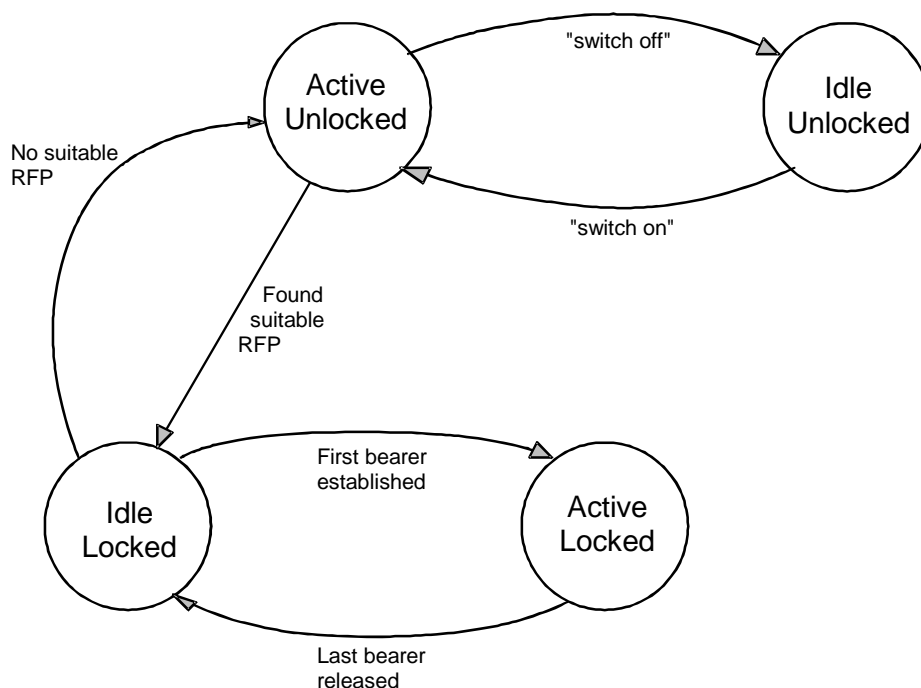 "switch off"
Active
Unlocked
Idle
Unlocked
No suitable
RFP
"switch on"
Found
suitable
RFP
First bearer
established
Idle
Locked
Active
Locked
Last bearer
released